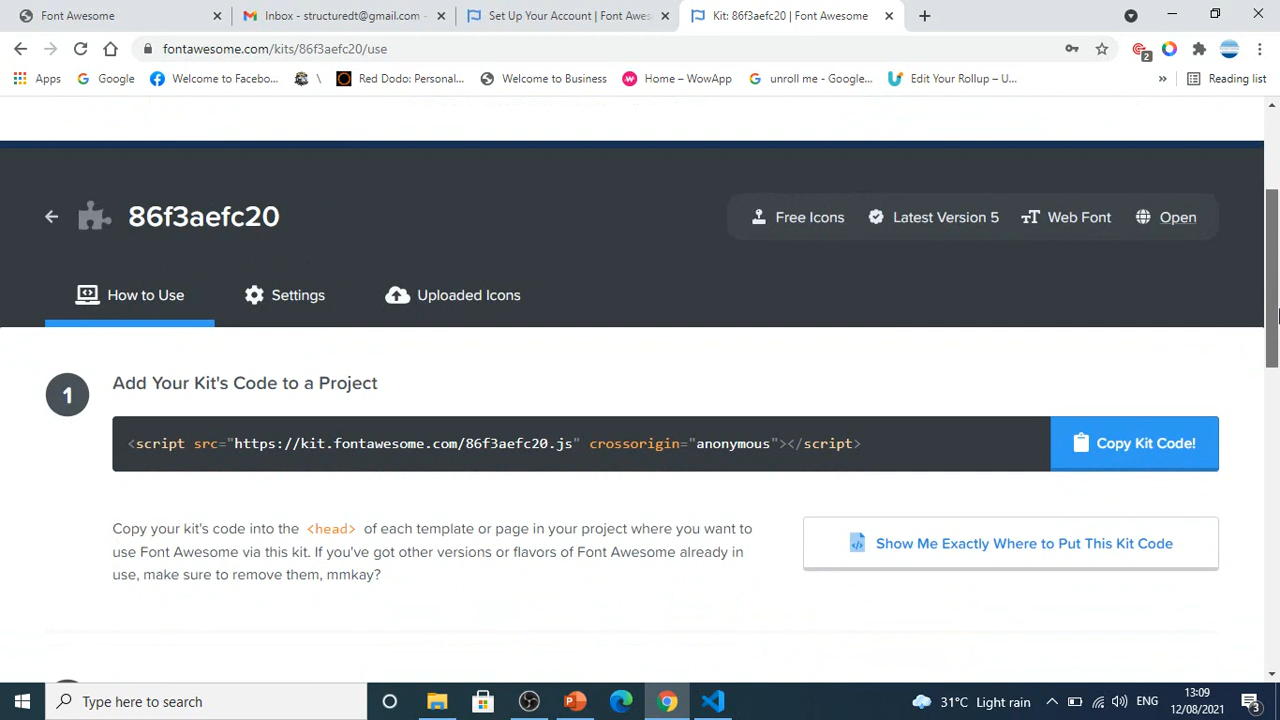 Font Awesome
Inbox - structuredt@gmail.com -
Set Up Your Account | Font Awes
Kit: 86f3aefc20 | Font Awesome
fontawesome.com/kits/86f3aefc20/use
2
Apps
Google
Welcome to Facebo...
\
Red Dodo: Personal...
Welcome to Business
Home – WowApp
unroll me - Google...
Edit Your Rollup – U...
»
Reading list
86f3aefc20
Free Icons
Latest Version 5
Web Font
Open
How to Use
Settings
Uploaded Icons
1
Add Your Kit's Code to a Project
<script src="https://kit.fontawesome.com/86f3aefc20.js" crossorigin="anonymous"></script>
Copy Kit Code!
Copy your kit's code into the <head> of each template or page in your project where you want to
use Font Awesome via this kit. If you've got other versions or flavors of Font Awesome already in
use, make sure to remove them, mmkay?
Show Me Exactly Where to Put This Kit Code
Type here to search
31°C Light rain
ENG
13:09
12/08/2021
3